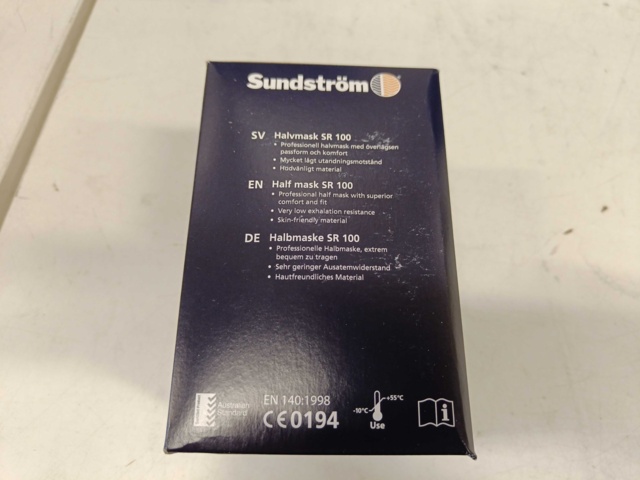 Sundström
SV Halvmask SR 100
• Professionell halvmask med överlägsen
passform och komfort
• Mycket lågt utandningsmotstånd
• Hudvänligt material
EN Half mask SR 100
• Professional half mask with superior
comfort and fit
• Very low exhalation resistance
• Skin-friendly material
DE Halbmaske SR 100
• Professionelle Halbmaske, extrem
bequem zu tragen
• Sehr geringer Ausatemwiderstand
• Hautfreundliches Material
Australian
Standard
EN 140:1998
CE0194
-10°C +55°C
Use
i